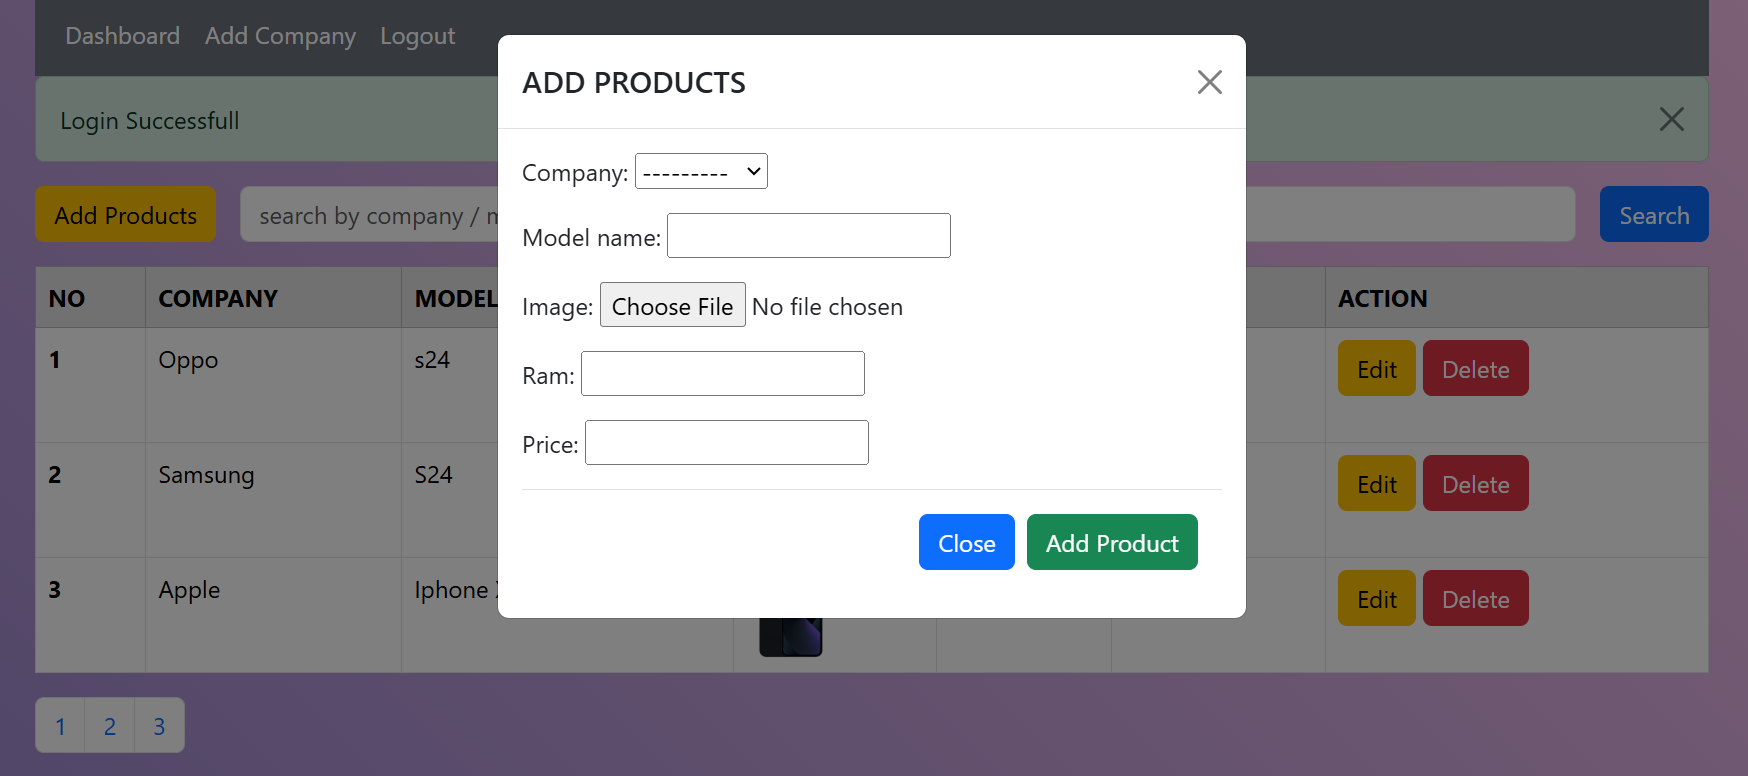 Dashboard Add Company Logout
ADD PRODUCTS
Login Successfull
Company: ---------
Add Products
search by company /
Search
Model name:
NO COMPANY MODEL ACTION
Image: Choose File No file chosen
1 Oppo s24 Edit Delete
Ram:
Price:
2 Samsung S24 Edit Delete
Close Add Product
3 Apple Iphone Edit Delete
1 2 3